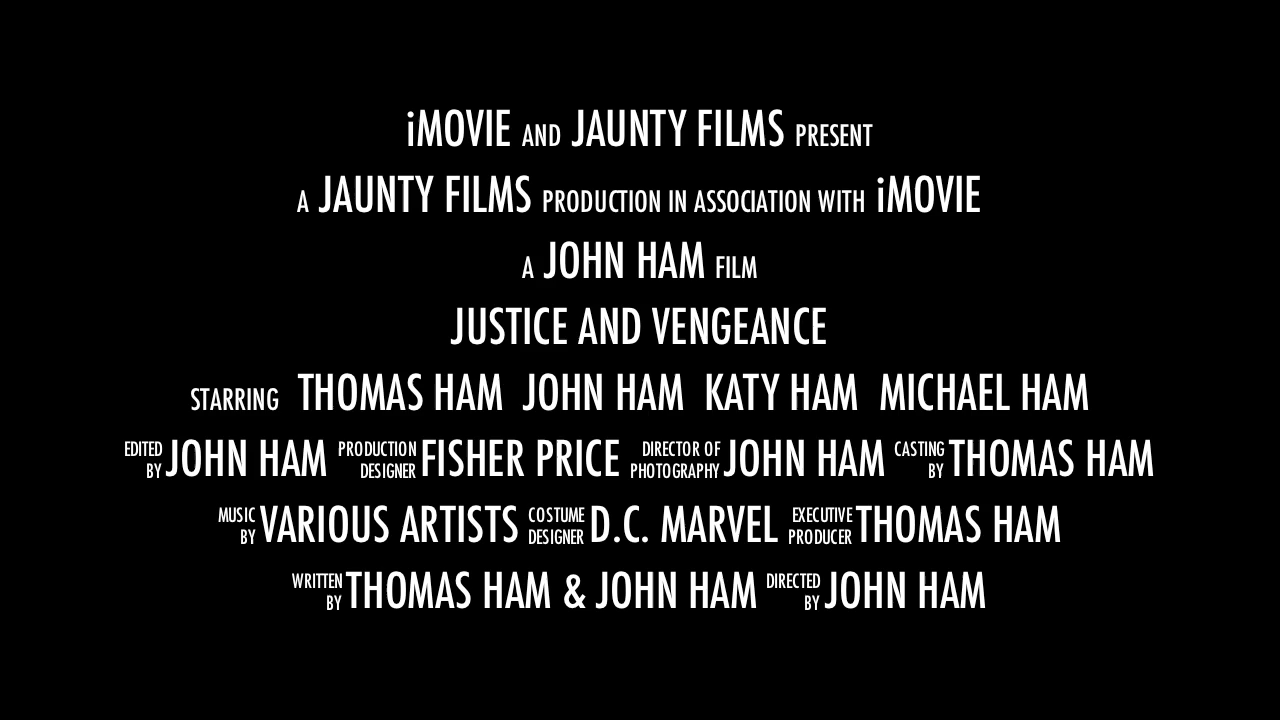 iMOVIE AND JAUNTY FILMS PRESENT
A JAUNTY FILMS PRODUCTION IN ASSOCIATION WITH iMOVIE
A JOHN HAM FILM
JUSTICE AND VENGEANCE
STARRING THOMAS HAM JOHN HAM KATY HAM MICHAEL HAM
EDITED BY JOHN HAM PRODUCTION DESIGNER FISHER PRICE DIRECTOR OF PHOTOGRAPHY JOHN HAM CASTING BY THOMAS HAM
MUSIC BY VARIOUS ARTISTS COSTUME DESIGNER D.C. MARVEL EXECUTIVE PRODUCER THOMAS HAM
WRITTEN BY THOMAS HAM & JOHN HAM DIRECTED BY JOHN HAM